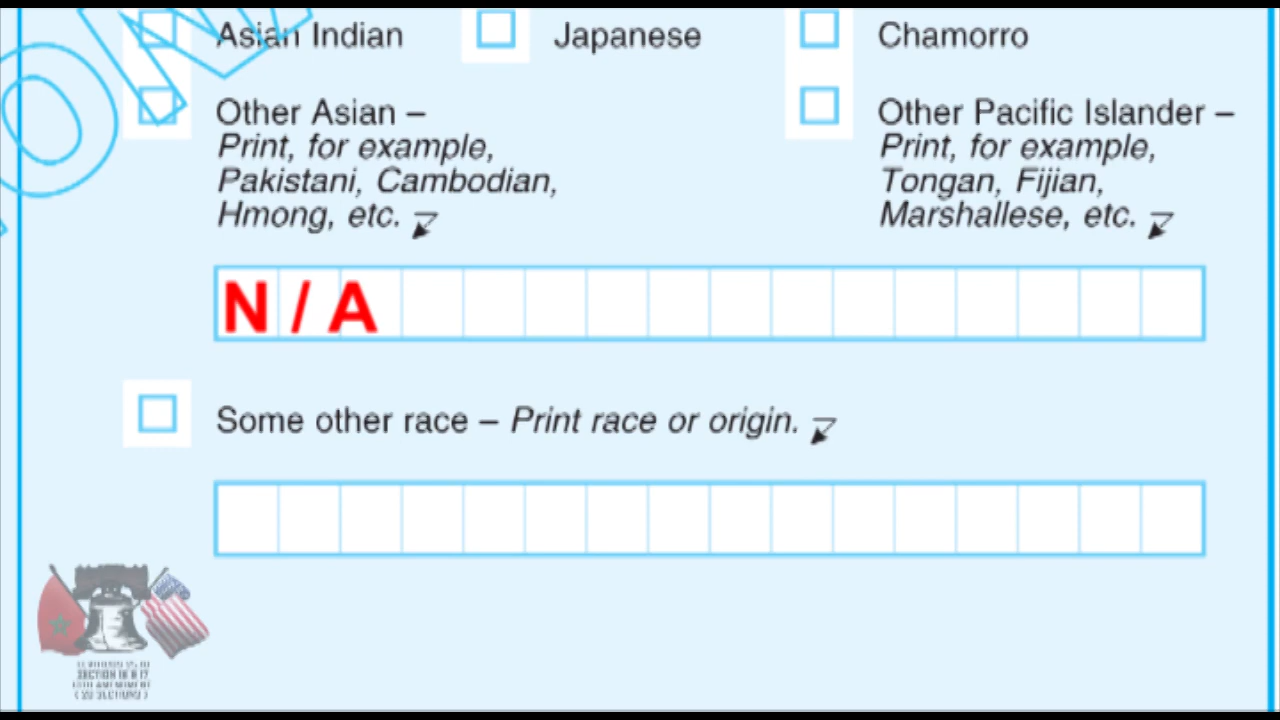 Asian Indian Japanese Chamorro
Other Asian – Other Pacific Islander –
Print, for example, Print, for example,
Pakistani, Cambodian, Tongan, Fijian,
Hmong, etc. Marshallese, etc.
N / A
Some other race – Print race or origin.